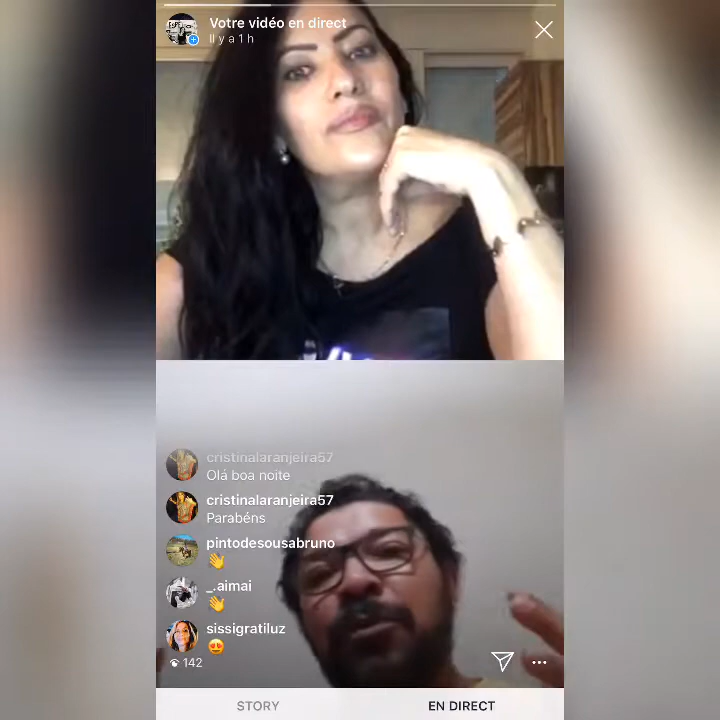 Votre vidéo en direct
Il y a 1 h
cristinalaranjeira57
Olá boa noite
cristinalaranjeira57
Parabéns
pintodesousabruno
👋
_.aimai
👋
sissigratiluz
😍
142
STORY
EN DIRECT